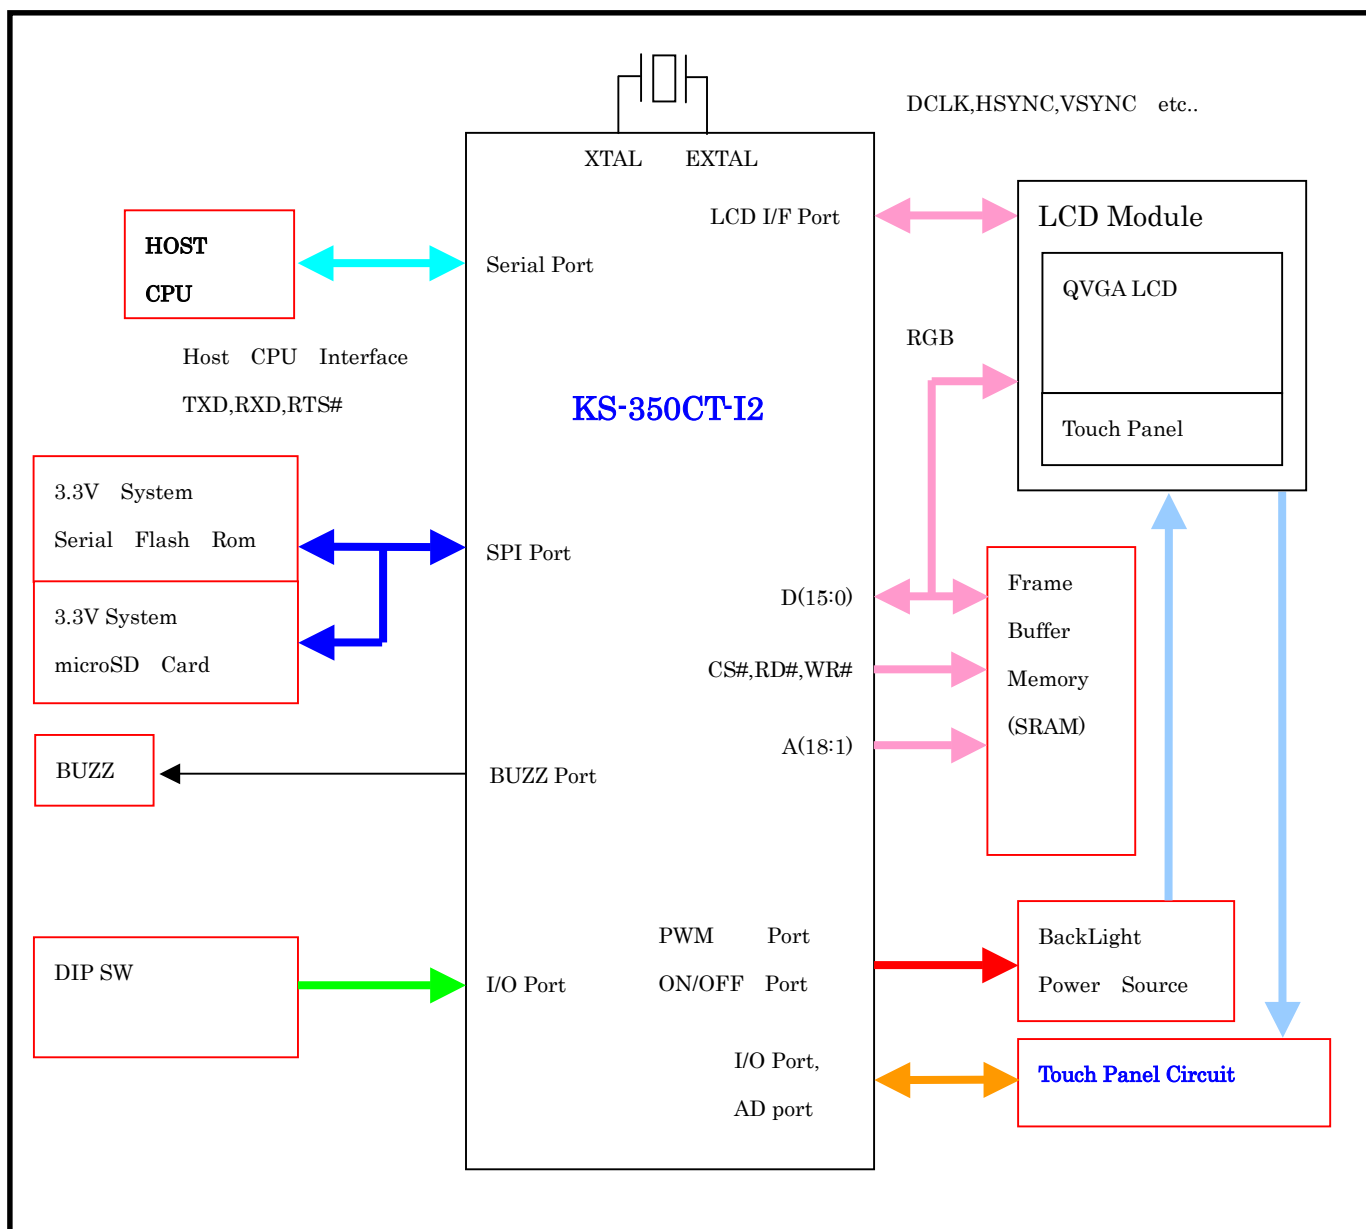 DCLK,HSYNC,VSYNC etc..
XTAL EXTAL
LCD I/F Port
LCD Module
HOST
CPU
Serial Port
QVGA LCD
Host CPU Interface
TXD,RXD,RTS#
RGB
KS-350CT-I2
Touch Panel
3.3V System
Serial Flash Rom
SPI Port
3.3V System
microSD Card
D(15:0)
CS#,RD#,WR#
A(18:1)
Frame
Buffer
Memory
(SRAM)
BUZZ
BUZZ Port
DIP SW
I/O Port
PWM Port
ON/OFF Port
BackLight
Power Source
I/O Port,
AD port
Touch Panel Circuit